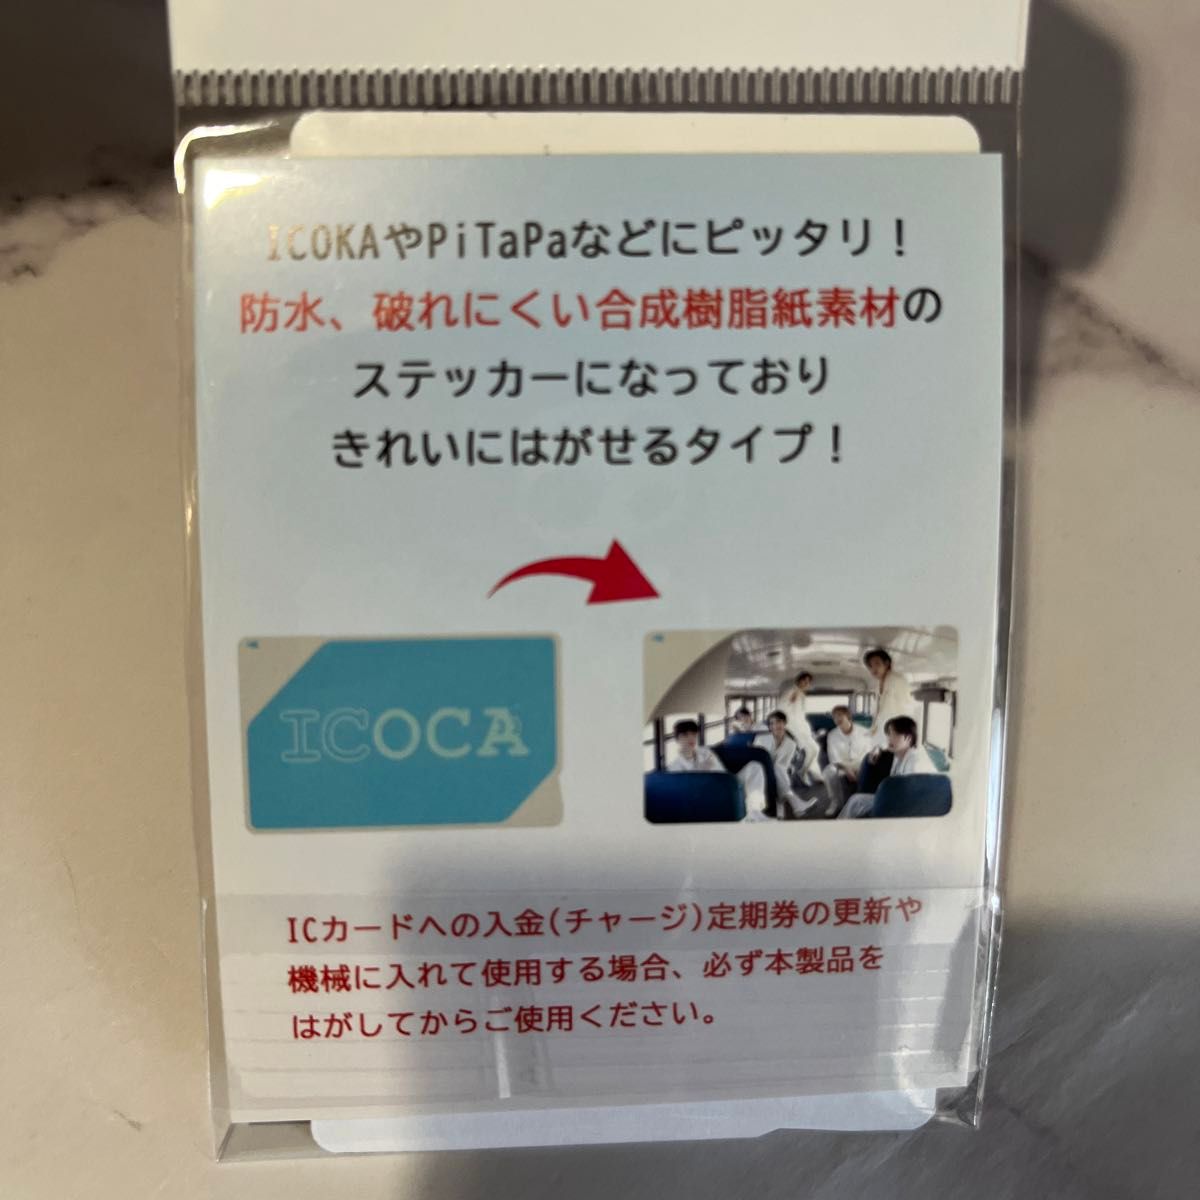 ICOKAやPiTaPaなどにピッタリ！
防水、破れにくい合成樹脂紙素材の
ステッカーになっており
きれいにはがせるタイプ！
ICOCA
ICカードへの入金(チャージ)定期券の更新や
機械に入れて使用する場合、必ず本製品を
はがしてからご使用ください。